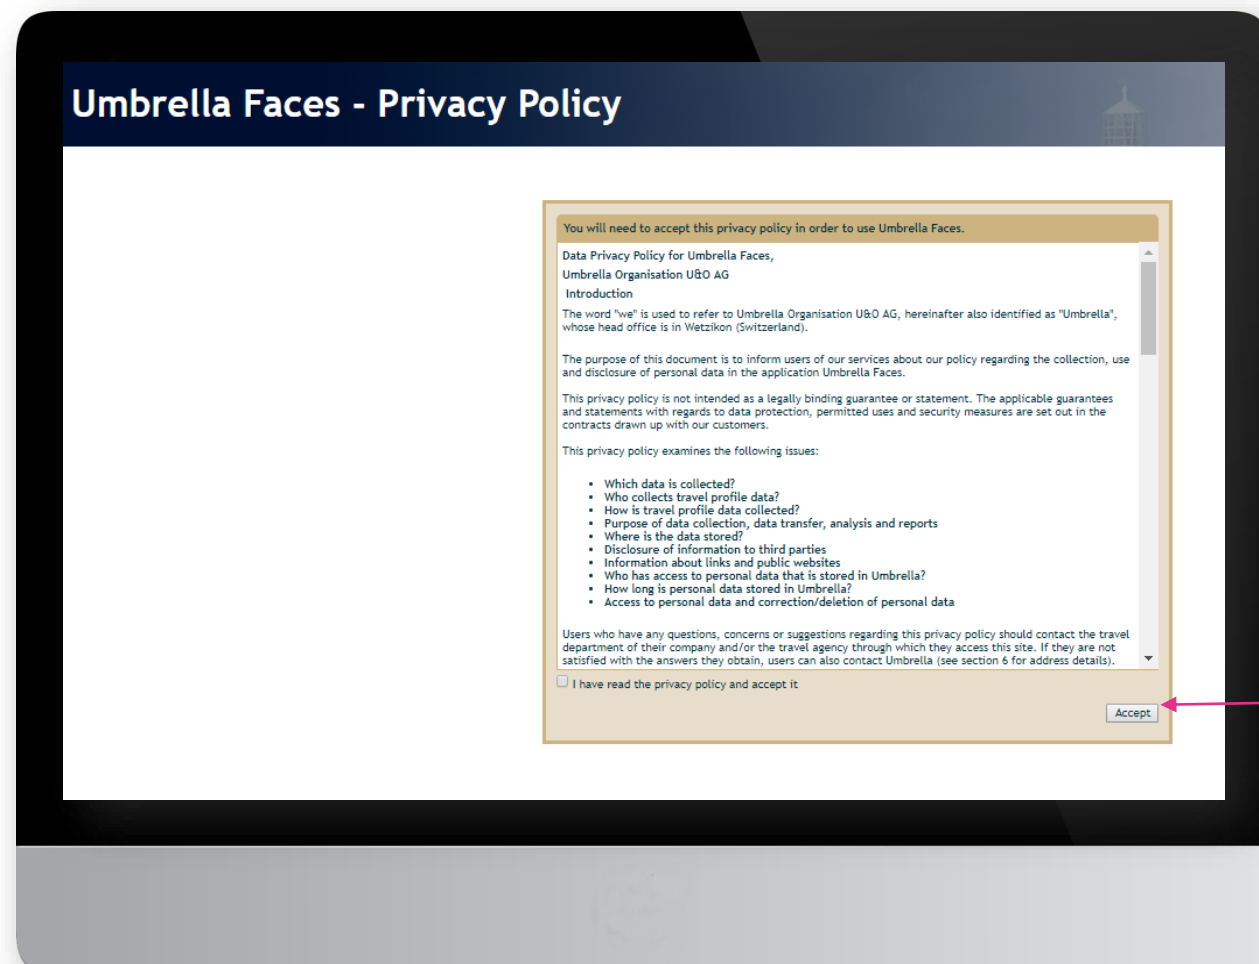 Umbrella Faces - Privacy Policy
You will need to accept this privacy policy in order to use Umbrella Faces.
Data Privacy Policy for Umbrella Faces,
Umbrella Organisation U&O AG
Introduction
The word "we" is used to refer to Umbrella Organisation U&O AG, hereinafter also identified as "Umbrella",
whose head office is in Wetzikon (Switzerland).
The purpose of this document is to inform users of our services about our policy regarding the collection, use
and disclosure of personal data in the application Umbrella Faces.
This privacy policy is not intended as a legally binding guarantee or statement. The applicable guarantees
and statements with regards to data protection, permitted uses and security measures are set out in the
contracts drawn up with our customers.
This privacy policy examines the following issues:
• Which data is collected?
• Who collects travel profile data?
• How is travel profile data collected?
• Purpose of data collection, data transfer, analysis and reports
• Where is the data stored?
• Disclosure of information to third parties
• Information about links and public websites
• Who has access to personal data that is stored in Umbrella?
• How long is personal data stored in Umbrella?
• Access to personal data and correction/deletion of personal data
Users who have any questions, concerns or suggestions regarding this privacy policy should contact the travel
department of their company and/or the travel agency through which they access this site. If they are not
satisfied with the answers they obtain, users can also contact Umbrella (see section 6 for address details).
I have read the privacy policy and accept it
Accept